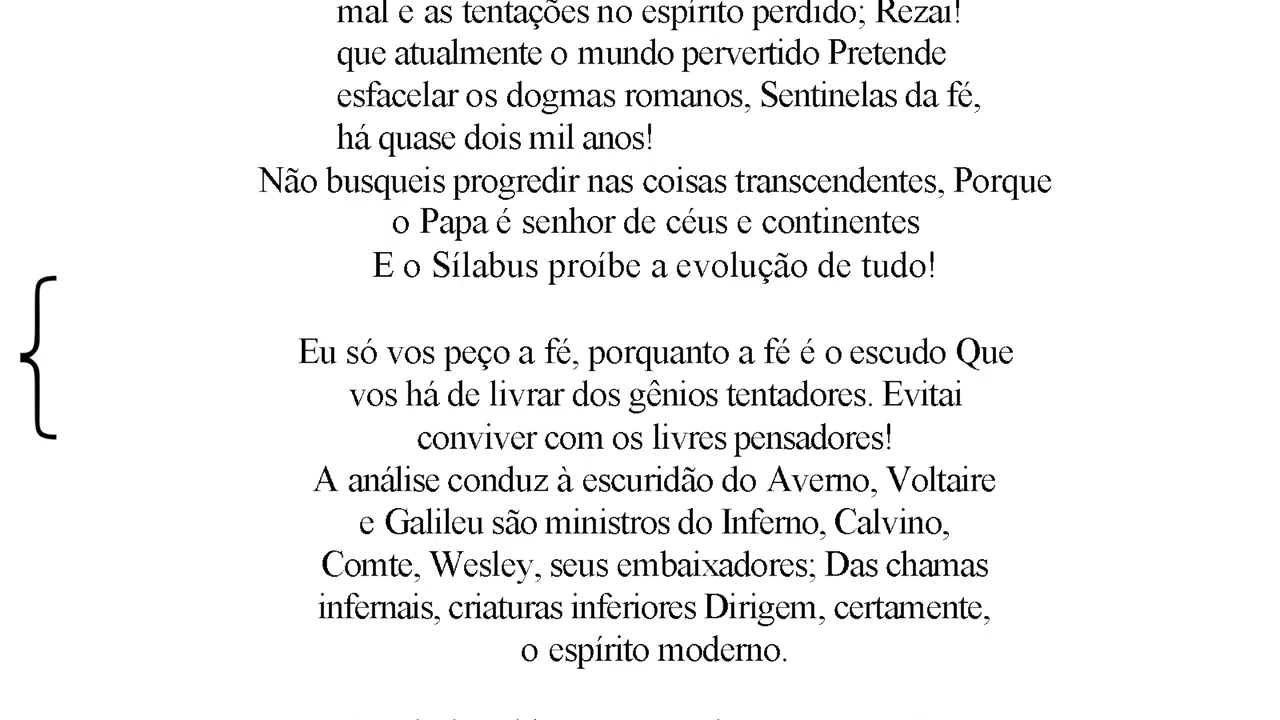 mal e as tentações no espírito perdido; Rezai!
que atualmente o mundo pervertido Pretende
esfacelar os dogmas romanos, Sentinelas da fé,
há quase dois mil anos!
Não busqueis progredir nas coisas transcendentes, Porque
o Papa é senhor de céus e continentes
E o Sílabus proíbe a evolução de tudo!
Eu só vos peço a fé, porquanto a fé é o escudo Que
vos há de livrar dos gênios tentadores. Evitai
conviver com os livres pensadores!
A análise conduz à escuridão do Averno, Voltaire
e Galileu são ministros do Inferno, Calvino,
Comte, Wesley, seus embaixadores; Das chamas
infernais, criaturas inferiores Dirigem, certamente,
o espírito moderno.